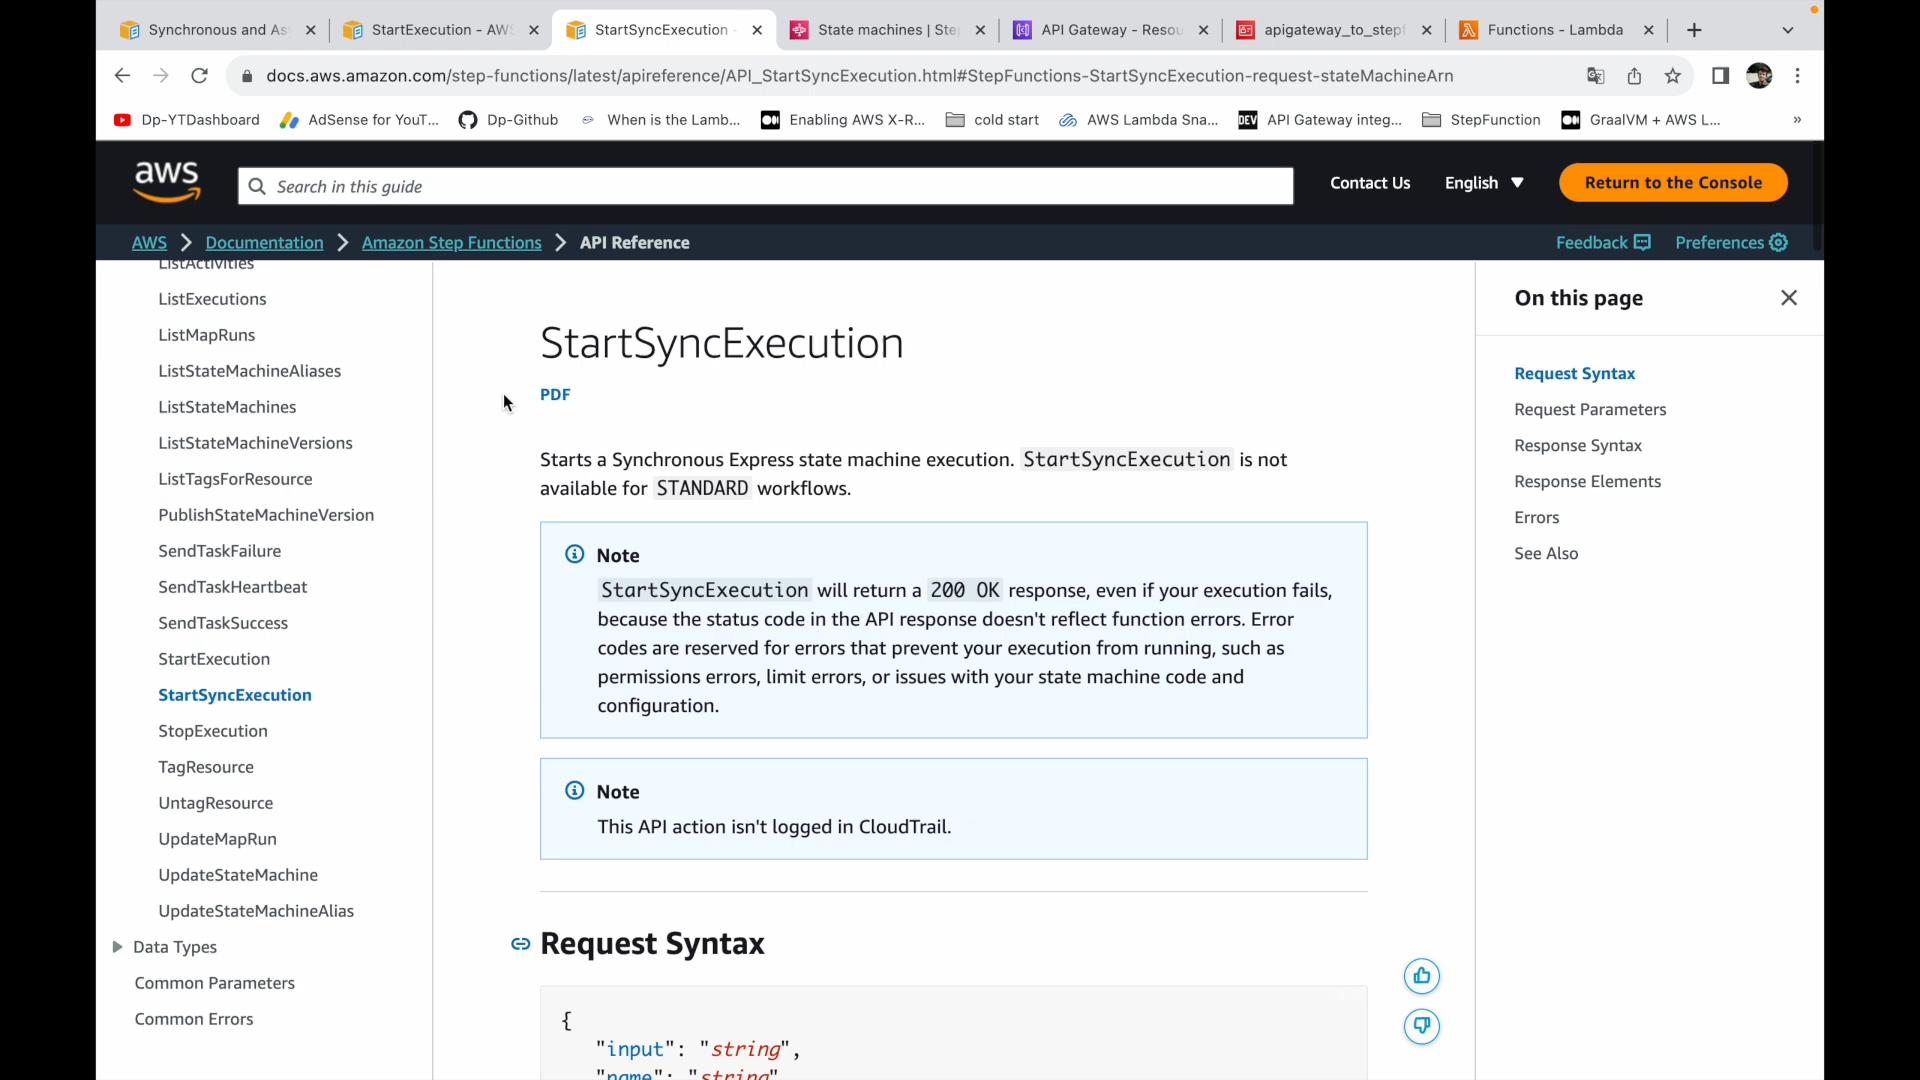 Synchronous and As
StartExecution - AWS
StartSyncExecution -
State machines | Step
API Gateway - Resou
apigateway_to_stepf
Functions - Lambda
docs.aws.amazon.com/step-functions/latest/apireference/API_StartSyncExecution.html#StepFunctions-StartSyncExecution-request-stateMachineArn
Dp-YTDashboard
AdSense for YouT...
Dp-Github
When is the Lamb...
Enabling AWS X-R...
cold start
AWS Lambda Sna...
DEV
API Gateway integ...
StepFunction
GraalVM + AWS L...
»
aws
Search in this guide
Contact Us
English
Return to the Console
AWS > Documentation > Amazon Step Functions > API Reference
Feedback
Preferences
ListActivities
ListExecutions
ListMapRuns
ListStateMachineAliases
ListStateMachines
ListStateMachineVersions
ListTagsForResource
PublishStateMachineVersion
SendTaskFailure
SendTaskHeartbeat
SendTaskSuccess
StartExecution
StartSyncExecution
StopExecution
TagResource
UntagResource
UpdateMapRun
UpdateStateMachine
UpdateStateMachineAlias
Data Types
Common Parameters
Common Errors
StartSyncExecution
PDF
Starts a Synchronous Express state machine execution. StartSyncExecution is not
available for STANDARD workflows.
Note
StartSyncExecution will return a 200 OK response, even if your execution fails,
because the status code in the API response doesn't reflect function errors. Error
codes are reserved for errors that prevent your execution from running, such as
permissions errors, limit errors, or issues with your state machine code and
configuration.
Note
This API action isn't logged in CloudTrail.
Request Syntax
{
"input": "string",
"name": "string",
On this page
Request Syntax
Request Parameters
Response Syntax
Response Elements
Errors
See Also